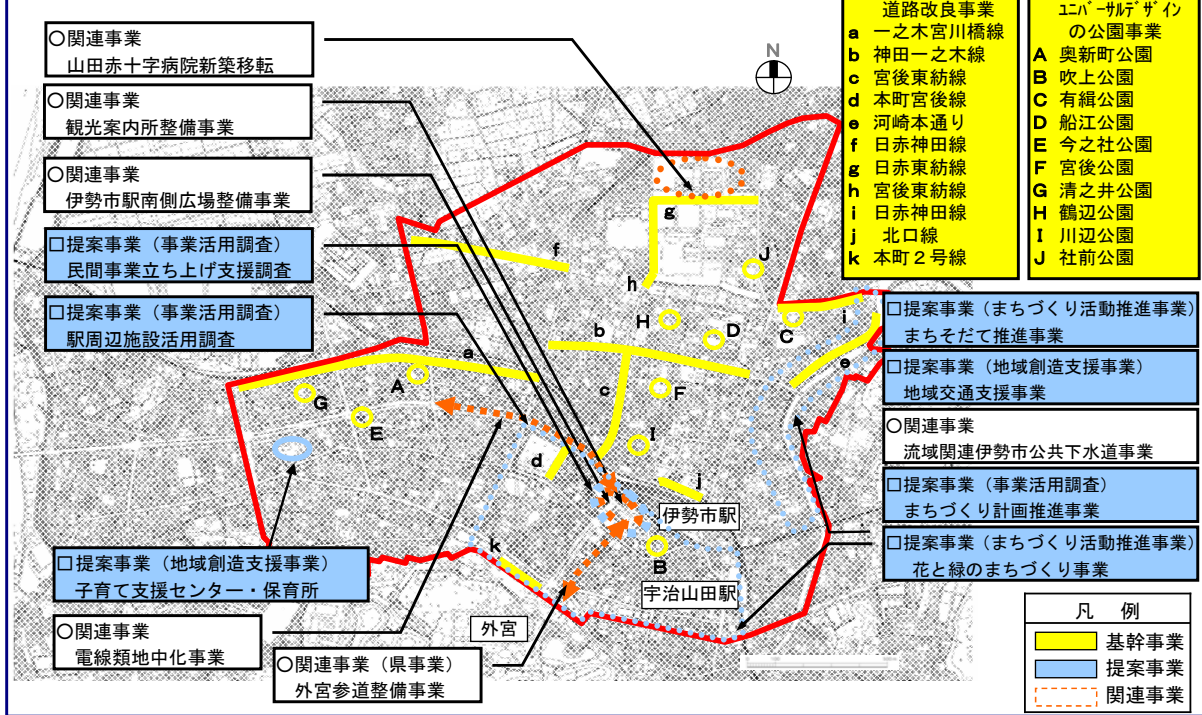 ○関連事業
山田赤十字病院新築移転
○関連事業
観光案内所整備事業
○関連事業
伊勢市駅南側広場整備事業
□提案事業（事業活用調査）
民間事業立ち上げ支援調査
□提案事業（事業活用調査）
駅周辺施設活用調査
□提案事業（地域創造支援事業）
子育て支援センター・保育所
○関連事業
電線類地中化事業
○関連事業（県事業）
外宮参道整備事業
N
道路改良事業
a 一之木宮川橋線
b 神田一之木線
c 宮後東紡線
d 本町宮後線
e 河崎本通り
f 日赤神田線
g 日赤東紡線
h 宮後東紡線
i 日赤神田線
j 北口線
k 本町２号線
ﾕﾆﾊﾞｰｻﾙﾃﾞｻﾞｲﾝ
の公園事業
A 奥新町公園
B 吹上公園
C 有緝公園
D 船江公園
E 今之社公園
F 宮後公園
G 清之井公園
H 鶴辺公園
I 川辺公園
J 社前公園
□提案事業（まちづくり活動推進事業）
まちそだて推進事業
□提案事業（地域創造支援事業）
地域交通支援事業
○関連事業
流域関連伊勢市公共下水道事業
□提案事業（事業活用調査）
まちづくり計画推進事業
□提案事業（まちづくり活動推進事業）
花と緑のまちづくり事業
g
f
J
h
H
b
D
C
i
e
a
A
c
F
G
E
I
d
j
伊勢市駅
B
k
宇治山田駅
外宮
凡 例
基幹事業
提案事業
関連事業